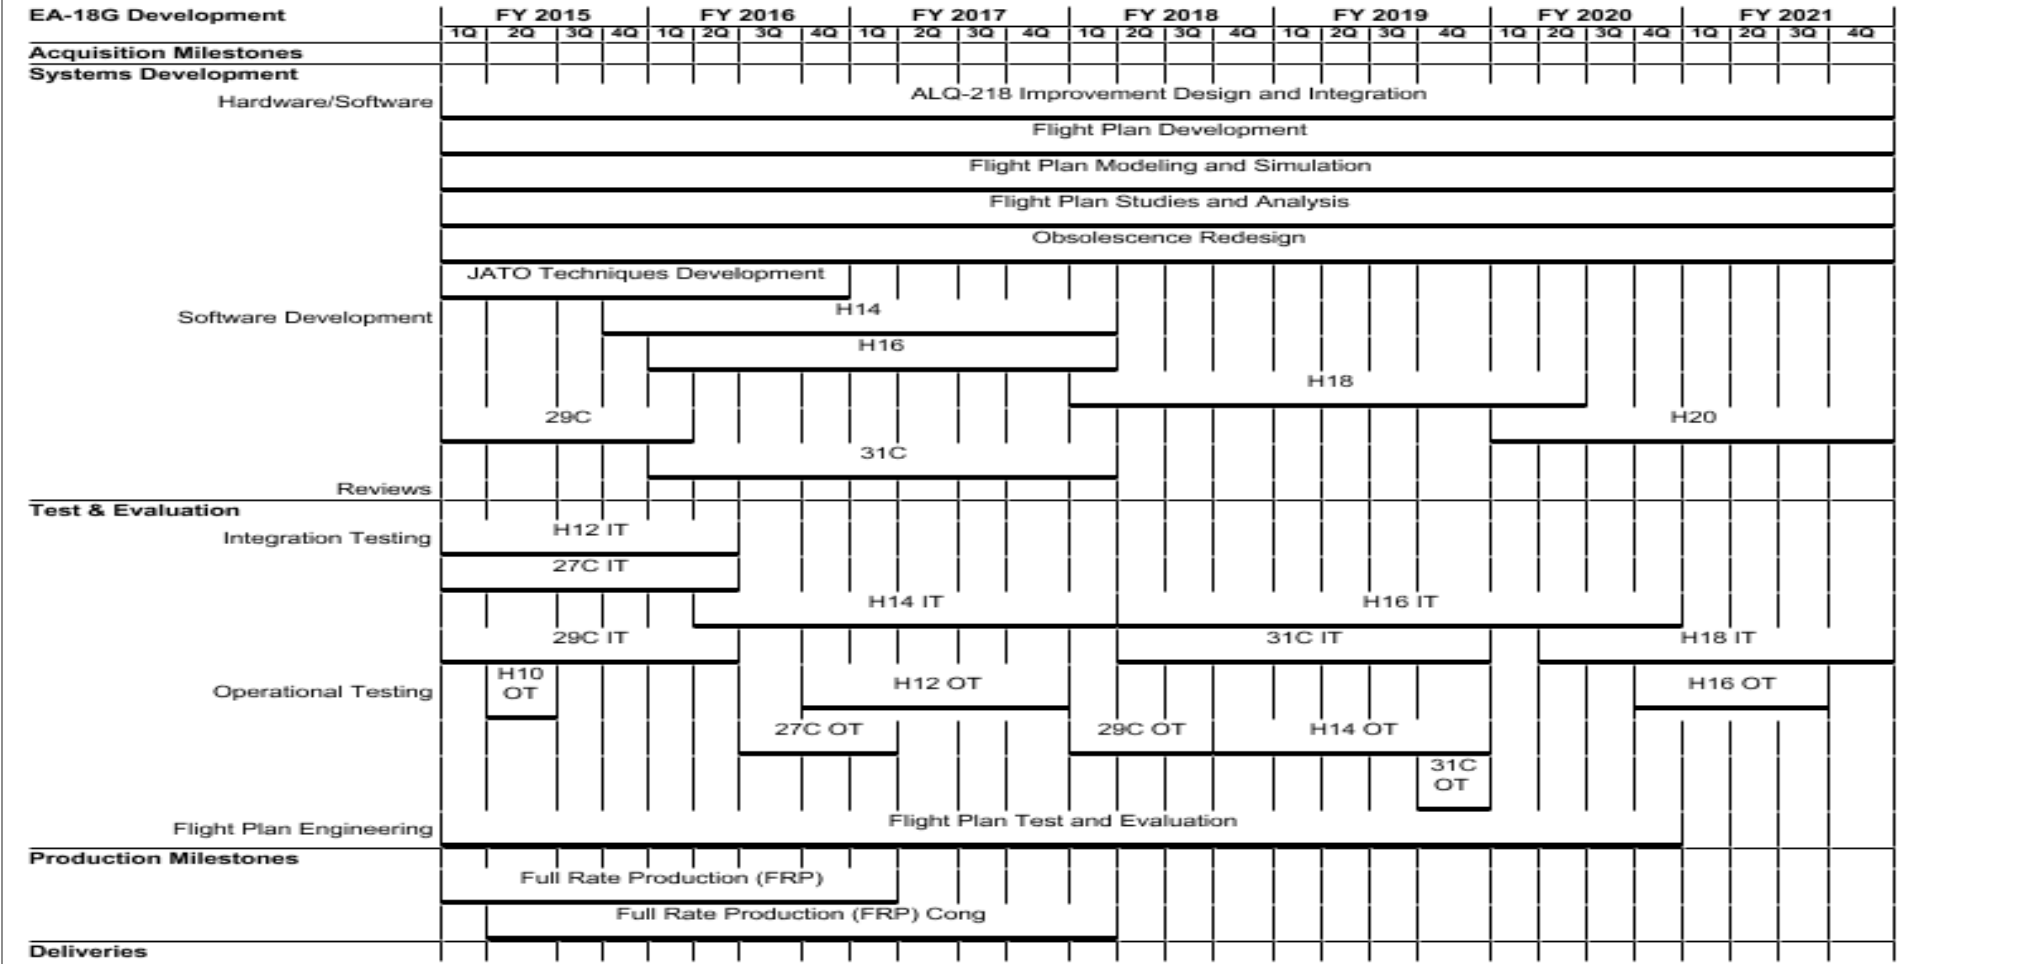 EA-18G Development FY 2015 FY 2016 FY 2017 FY 2018 FY 2019 FY 2020 FY 2021
1Q 2Q 3Q 4Q 1Q 2Q 3Q 4Q 1Q 2Q 3Q 4Q 1Q 2Q 3Q 4Q 1Q 2Q 3Q 4Q 1Q 2Q 3Q 4Q 1Q 2Q 3Q 4Q
Acquisition Milestones
Systems Development
Hardware/Software ALQ-218 Improvement Design and Integration
Flight Plan Development
Flight Plan Modeling and Simulation
Flight Plan Studies and Analysis
Obsolescence Redesign
JATO Techniques Development
Software Development H14
H16
H18
29C H20
31C
Reviews
Test & Evaluation
Integration Testing H12 IT
27C IT
H14 IT H16 IT
29C IT 31C IT H18 IT
Operational Testing H10 OT H12 OT H16 OT
27C OT 29C OT H14 OT
31C OT
Flight Plan Engineering Flight Plan Test and Evaluation
Production Milestones
Full Rate Production (FRP)
Full Rate Production (FRP) Cong
Deliveries